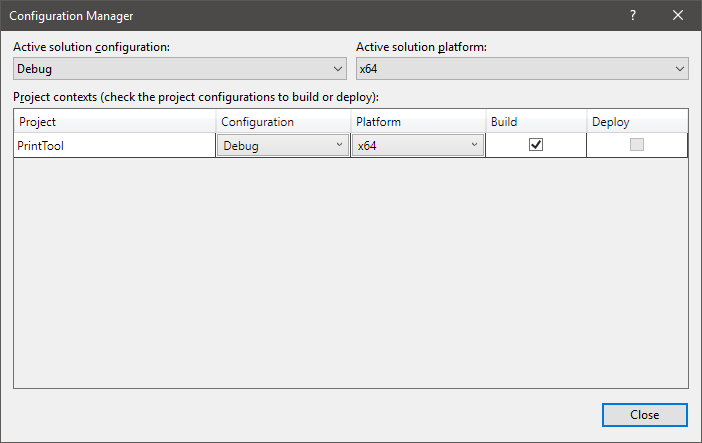 Configuration Manager
Active solution configuration: Active solution platform:
Debug x64
Project contexts (check the project configurations to build or deploy):
Project Configuration Platform Build Deploy
PrintTool Debug x64
Close